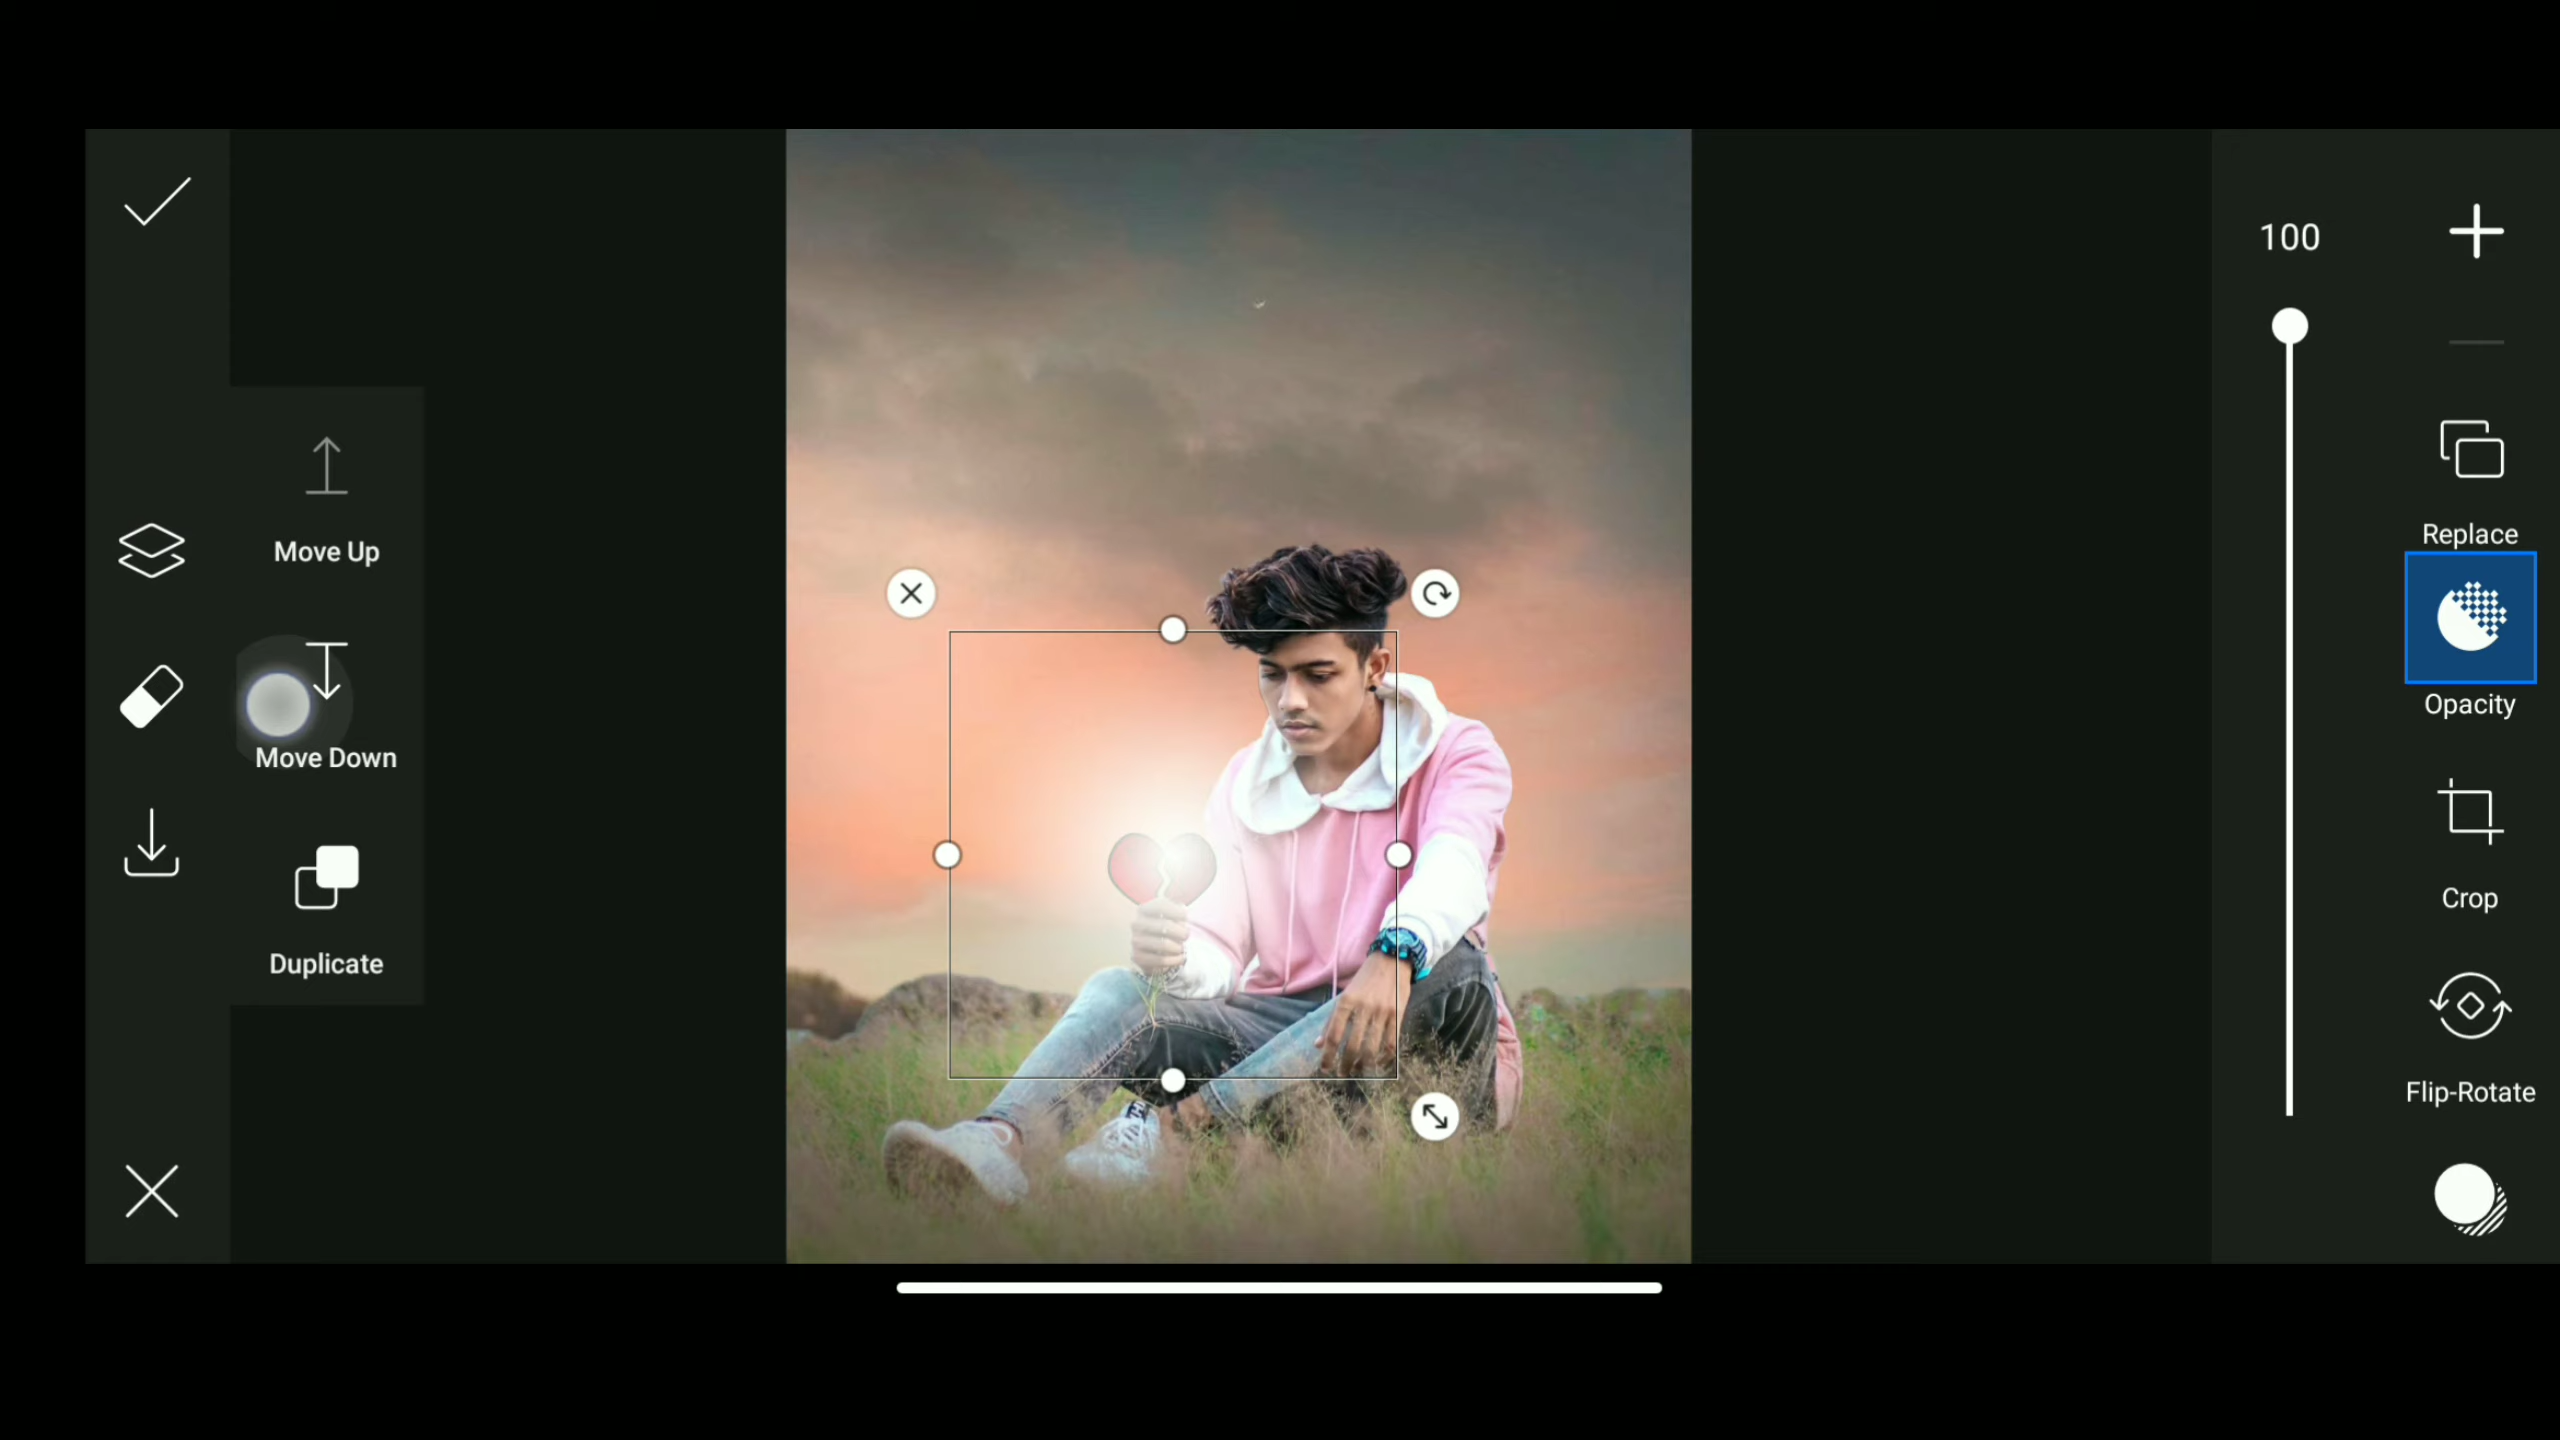 100
Move Up
Replace
Move Down
Opacity
Duplicate
Crop
Flip-Rotate